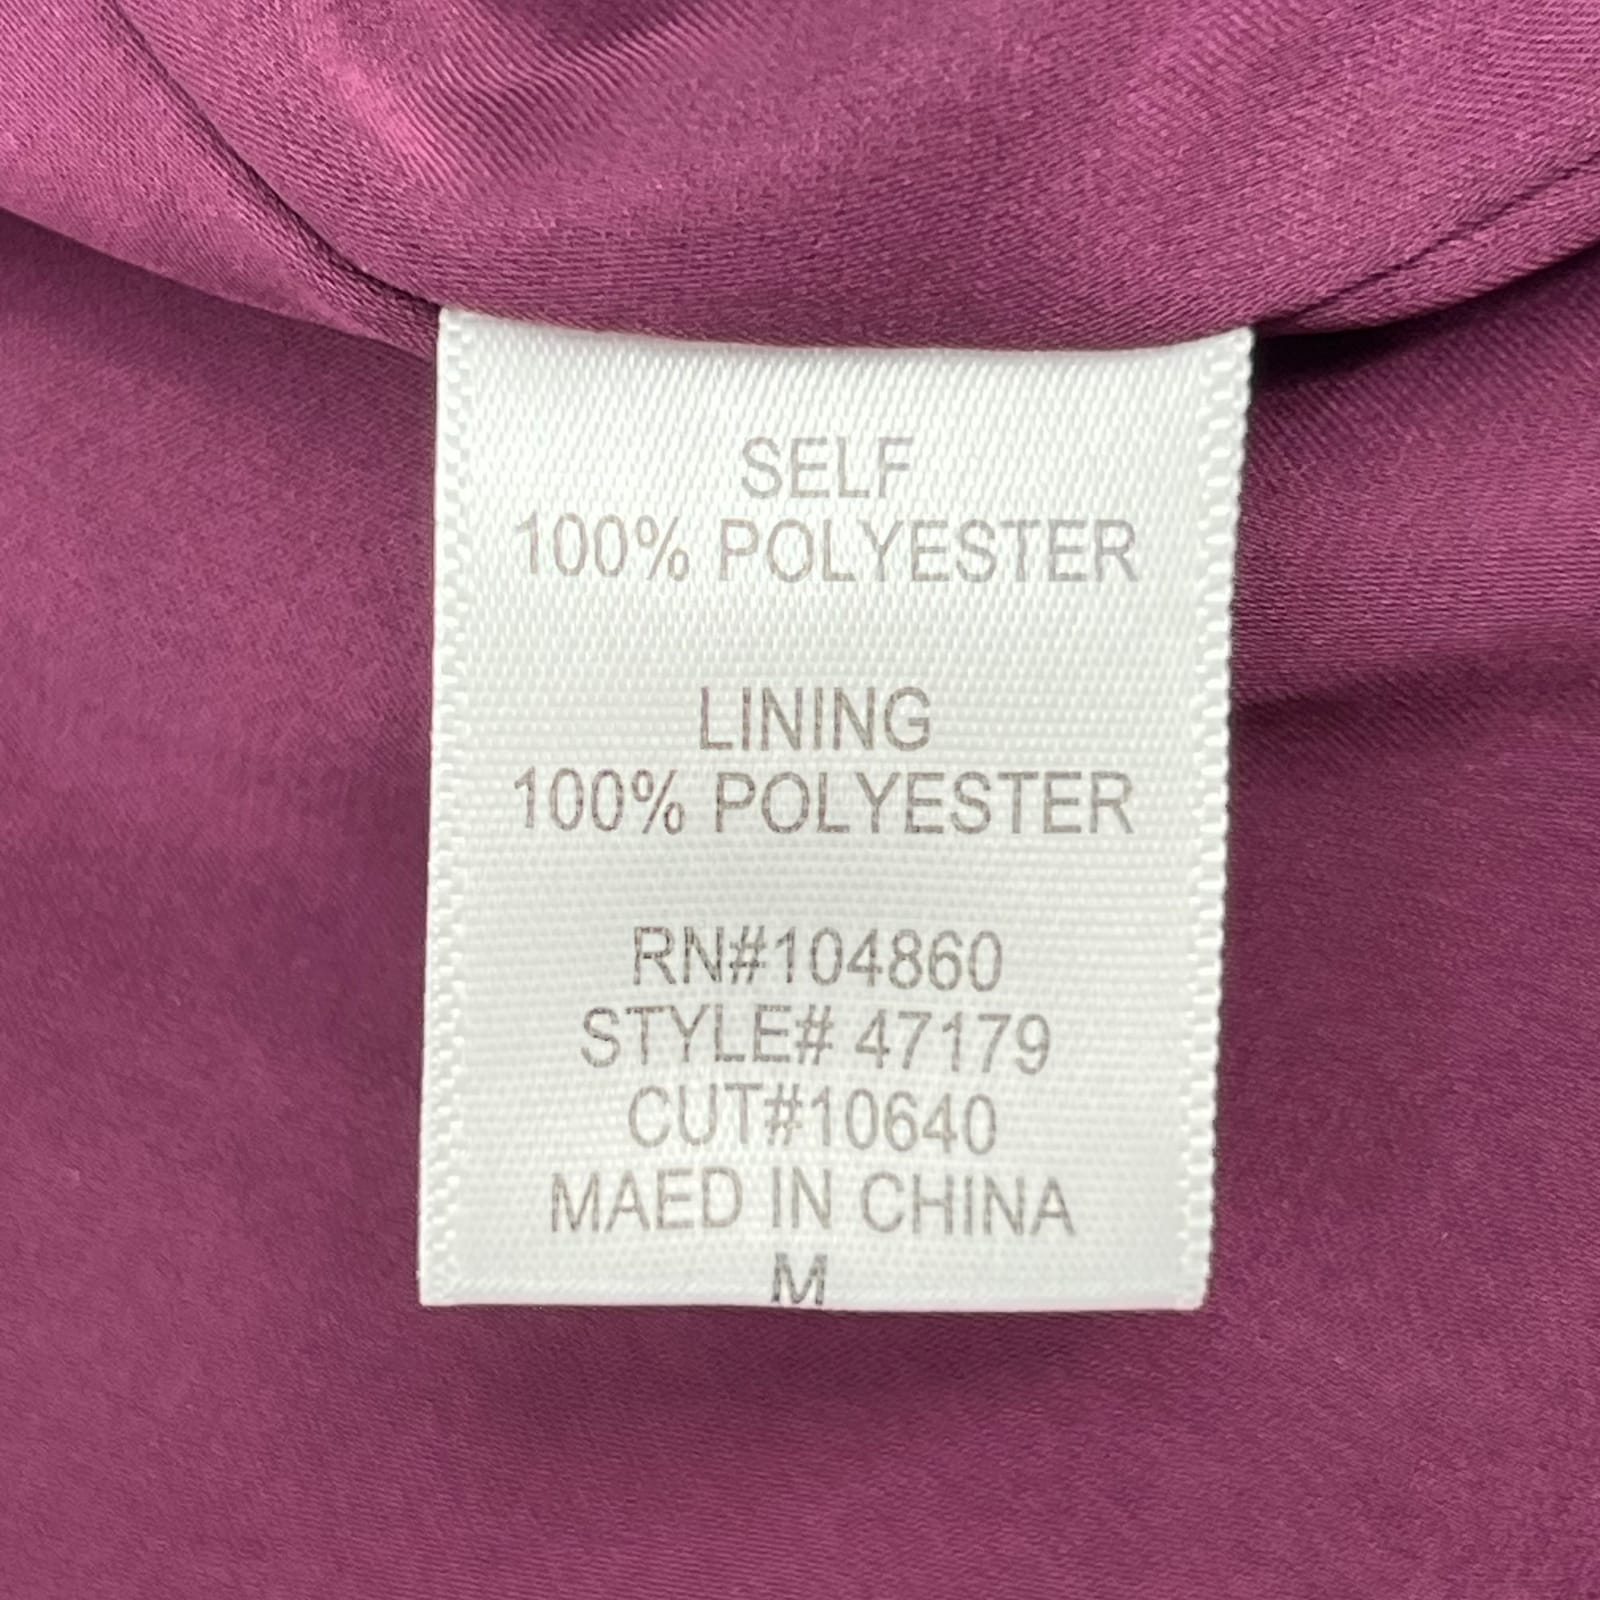 SELF
100% POLYESTER
LINING
100% POLYESTER
RN#104860
STYLE# 47179
CUT#10640
MAED IN CHINA
M